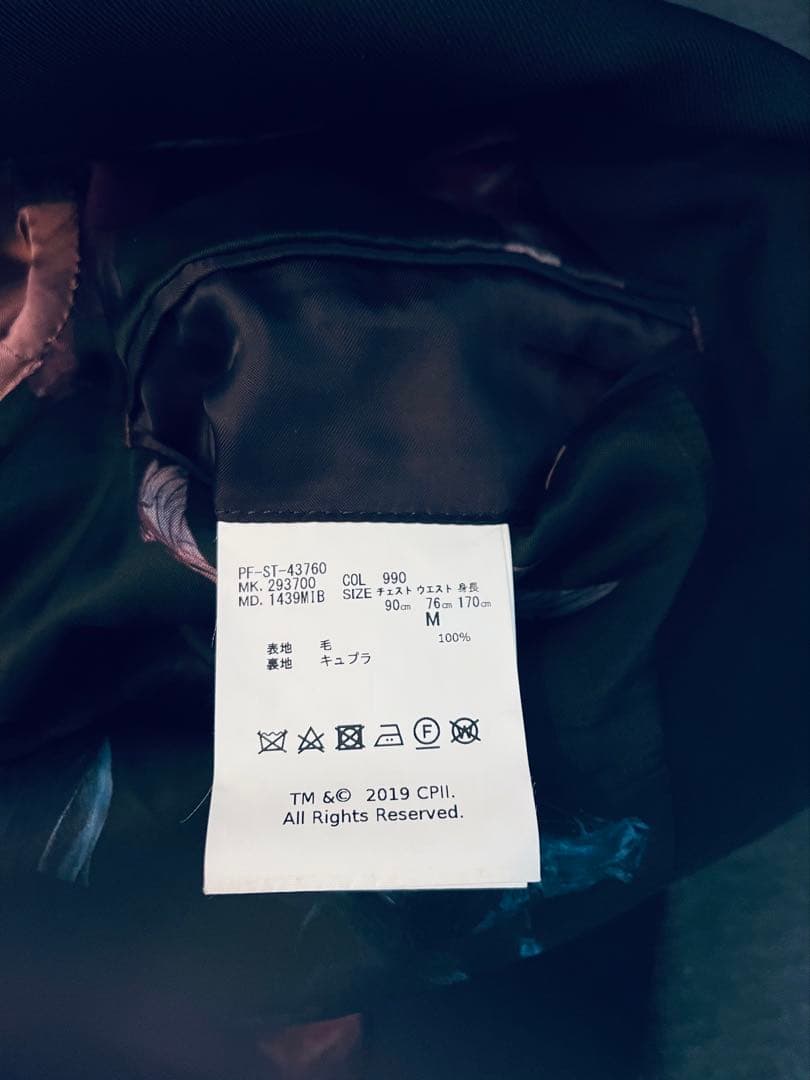 PF-ST-43760
MK. 293700 COL 990
MD. 1439MIB SIZE チェスト ウエスト 身長
90㎝ 76㎝ 170㎝
M
100%
表地 毛
裏地 キュプラ
F W
TM &© 2019 CPII.
All Rights Reserved.